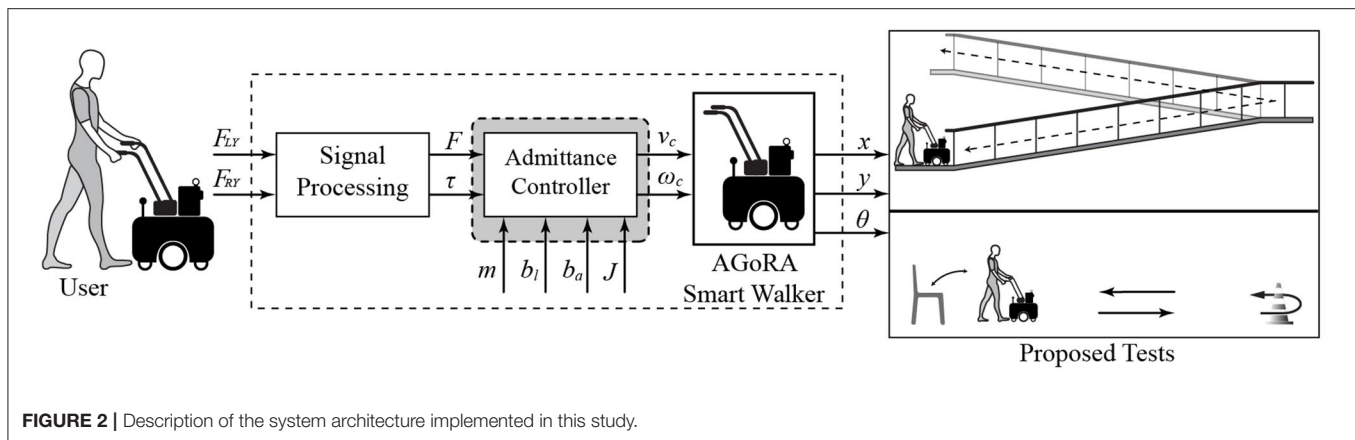 User
F_LY
F_RY
Signal
Processing
F
τ
Admittance
Controller
m
b_l
b_a
J
v_c
ω_c
AGoRA
Smart Walker
x
y
θ
Proposed Tests
FIGURE 2 | Description of the system architecture implemented in this study.